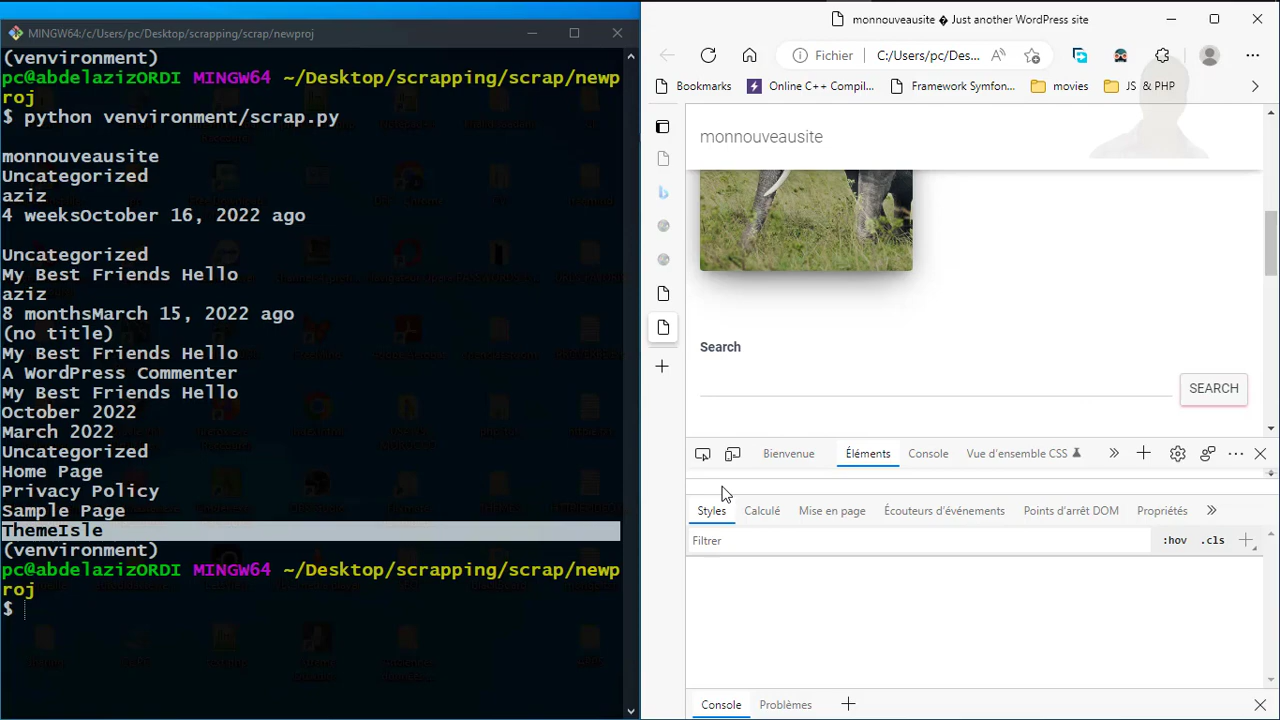 MINGW64:/c/Users/pc/Desktop/scrapping/scrap/newproj
(venvironment)
pc@abdelazizORDI MINGW64 ~/Desktop/scrapping/scrap/newp
roj
$ python venvironment/scrap.py
monnouveausite
Uncategorized
aziz
4 weeksOctober 16, 2022 ago
Uncategorized
My Best Friends Hello
aziz
8 monthsMarch 15, 2022 ago
(no title)
My Best Friends Hello
A WordPress Commenter
My Best Friends Hello
October 2022
March 2022
Uncategorized
Home Page
Privacy Policy
Sample Page
ThemeIsle
(venvironment)
pc@abdelazizORDI MINGW64 ~/Desktop/scrapping/scrap/newp
roj
$
monnouveausite � Just another WordPress site
Fichier C:/Users/pc/Des...
Bookmarks Online C++ Compil... Framework Symfon... movies JS & PHP
monnouveausite
Search
SEARCH
Bienvenue Éléments Console Vue d'ensemble CSS
Styles Calculé Mise en page Écouteurs d'événements Points d'arrêt DOM Propriétés
Filtrer :hov .cls
Console Problèmes